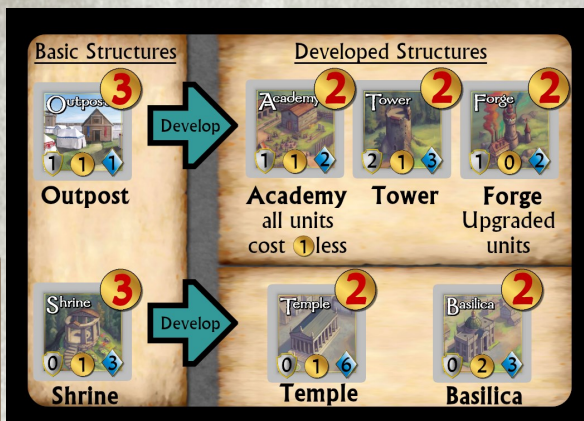 Basic Structures
Developed Structures
Outpost 3
1 1 1
Outpost
Develop
Academy 2
1 1 2
Academy
all units
cost 1 less
Tower 2
2 1 3
Tower
Forge 2
1 0 2
Forge
Upgraded
units
Shrine 3
0 1 3
Shrine
Develop
Temple 2
0 1 6
Temple
Basilica 2
0 2 3
Basilica